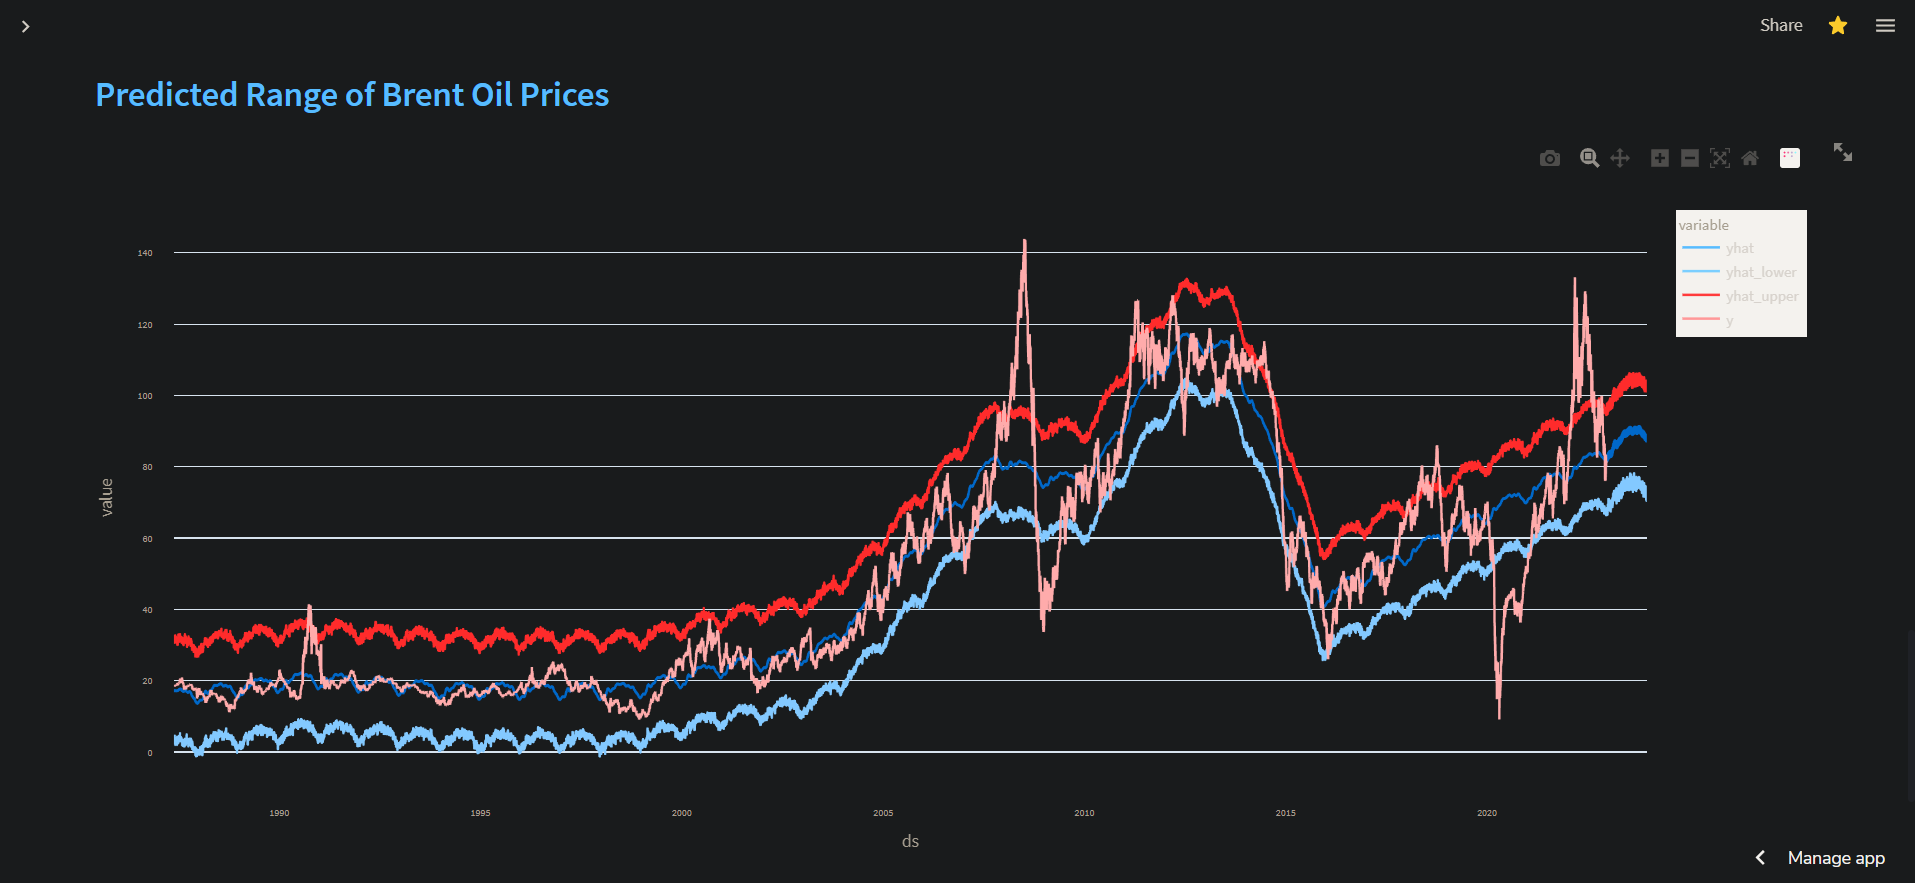 Share
Predicted Range of Brent Oil Prices
variable
yhat
yhat_lower
yhat_upper
y
value
140
120
100
80
60
40
20
0
1990 1995 2000 2005 2010 2015 2020
ds
Manage app